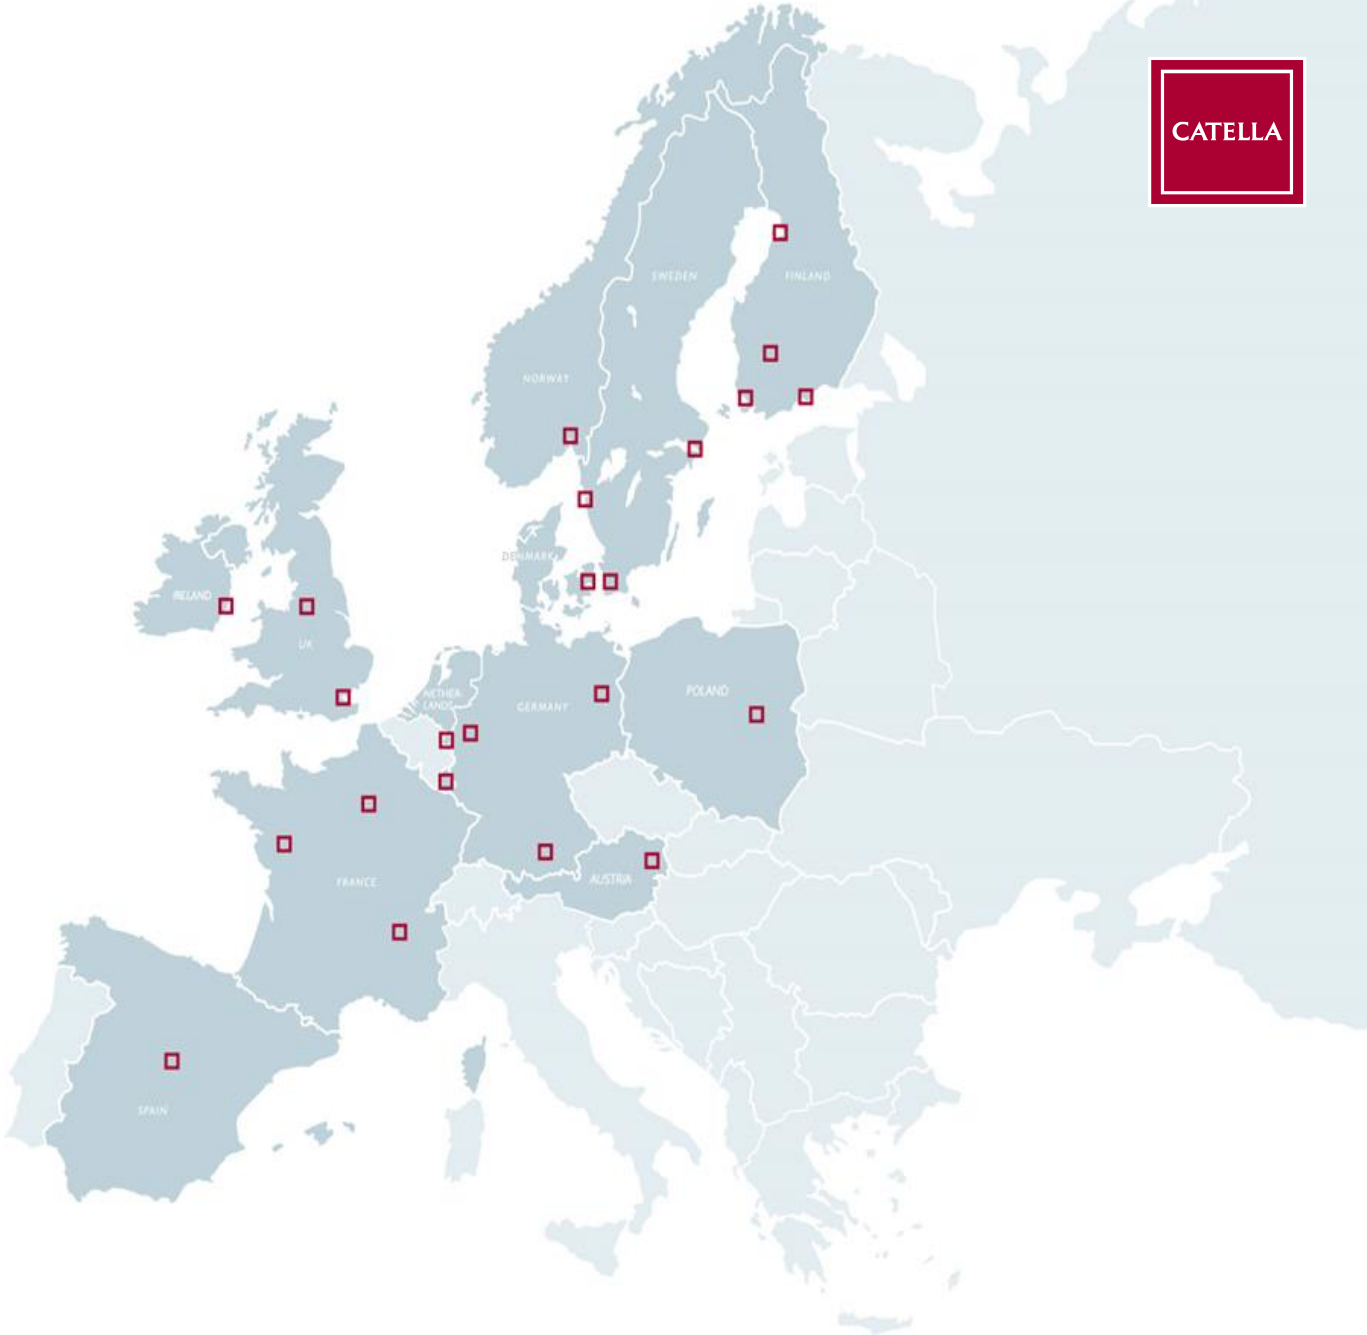 CATELLA
SWEDEN
FINLAND
NORWAY
DENMARK
IRELAND
UK
NETHER-
LANDS
GERMANY
POLAND
FRANCE
AUSTRIA
SPAIN